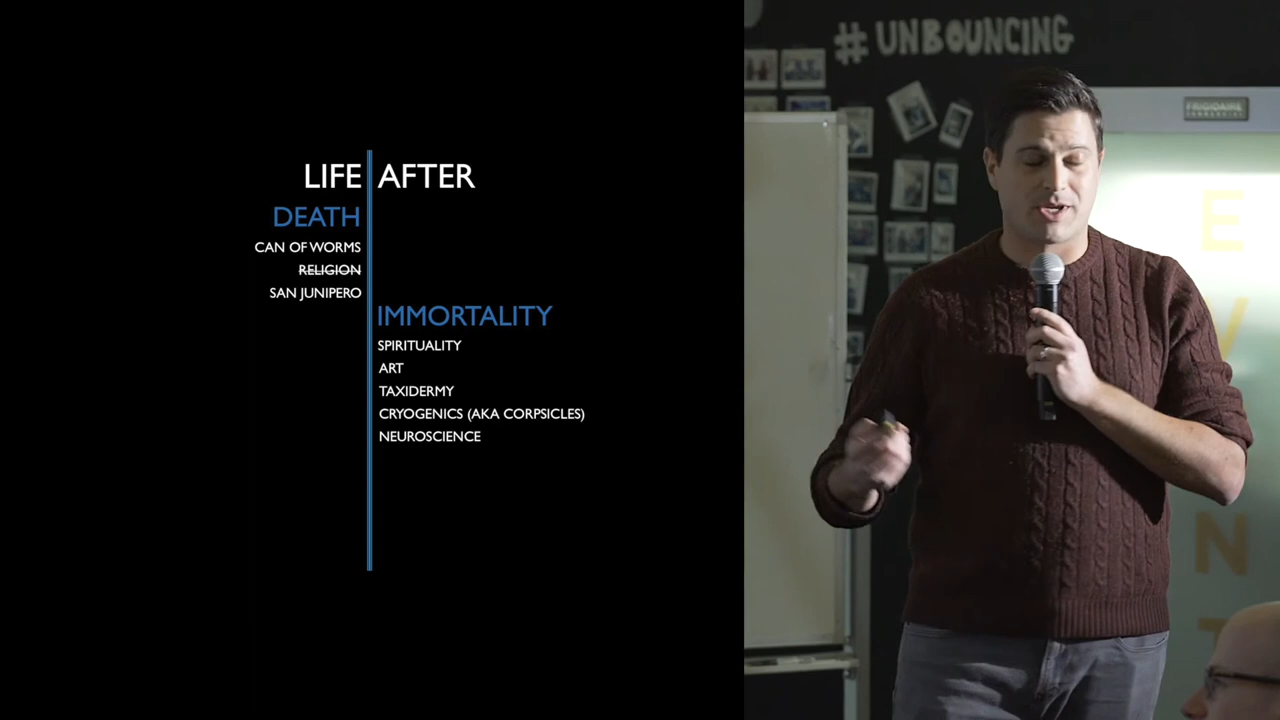 LIFE AFTER
DEATH
CAN OF WORMS
RELIGION
SAN JUNIPERO
IMMORTALITY
SPIRITUALITY
ART
TAXIDERMY
CRYOGENICS (AKA CORPSICLES)
NEUROSCIENCE
#UNBOUNCING
FRIGIDAIRE
E
V
N
T